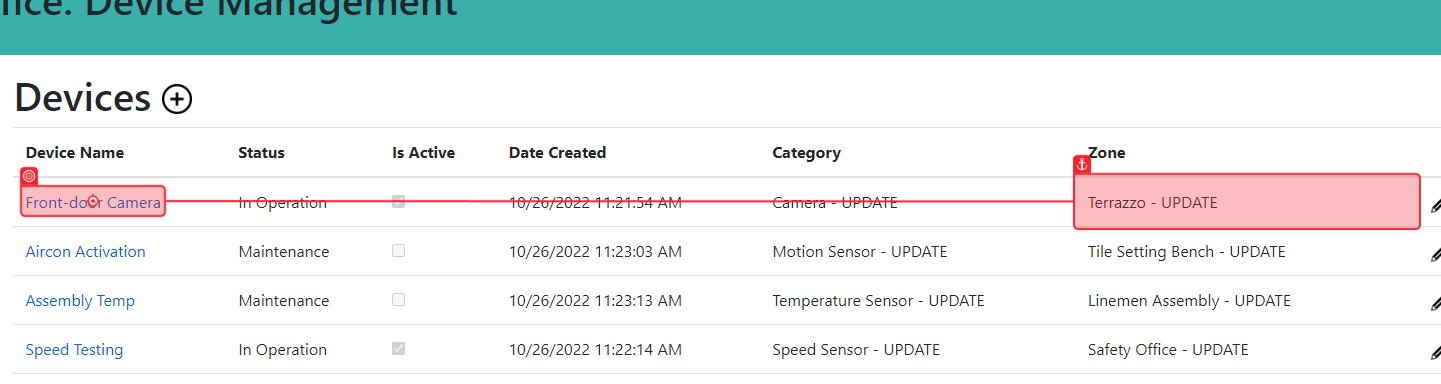 fice. Device Management
Devices
Device Name Status Is Active Date Created Category Zone
Front-door Camera In Operation 10/26/2022 11:21:54 AM Camera - UPDATE Terrazzo - UPDATE
Aircon Activation Maintenance 10/26/2022 11:23:03 AM Motion Sensor - UPDATE Tile Setting Bench - UPDATE
Assembly Temp Maintenance 10/26/2022 11:23:13 AM Temperature Sensor - UPDATE Linemen Assembly - UPDATE
Speed Testing In Operation 10/26/2022 11:22:14 AM Speed Sensor - UPDATE Safety Office - UPDATE